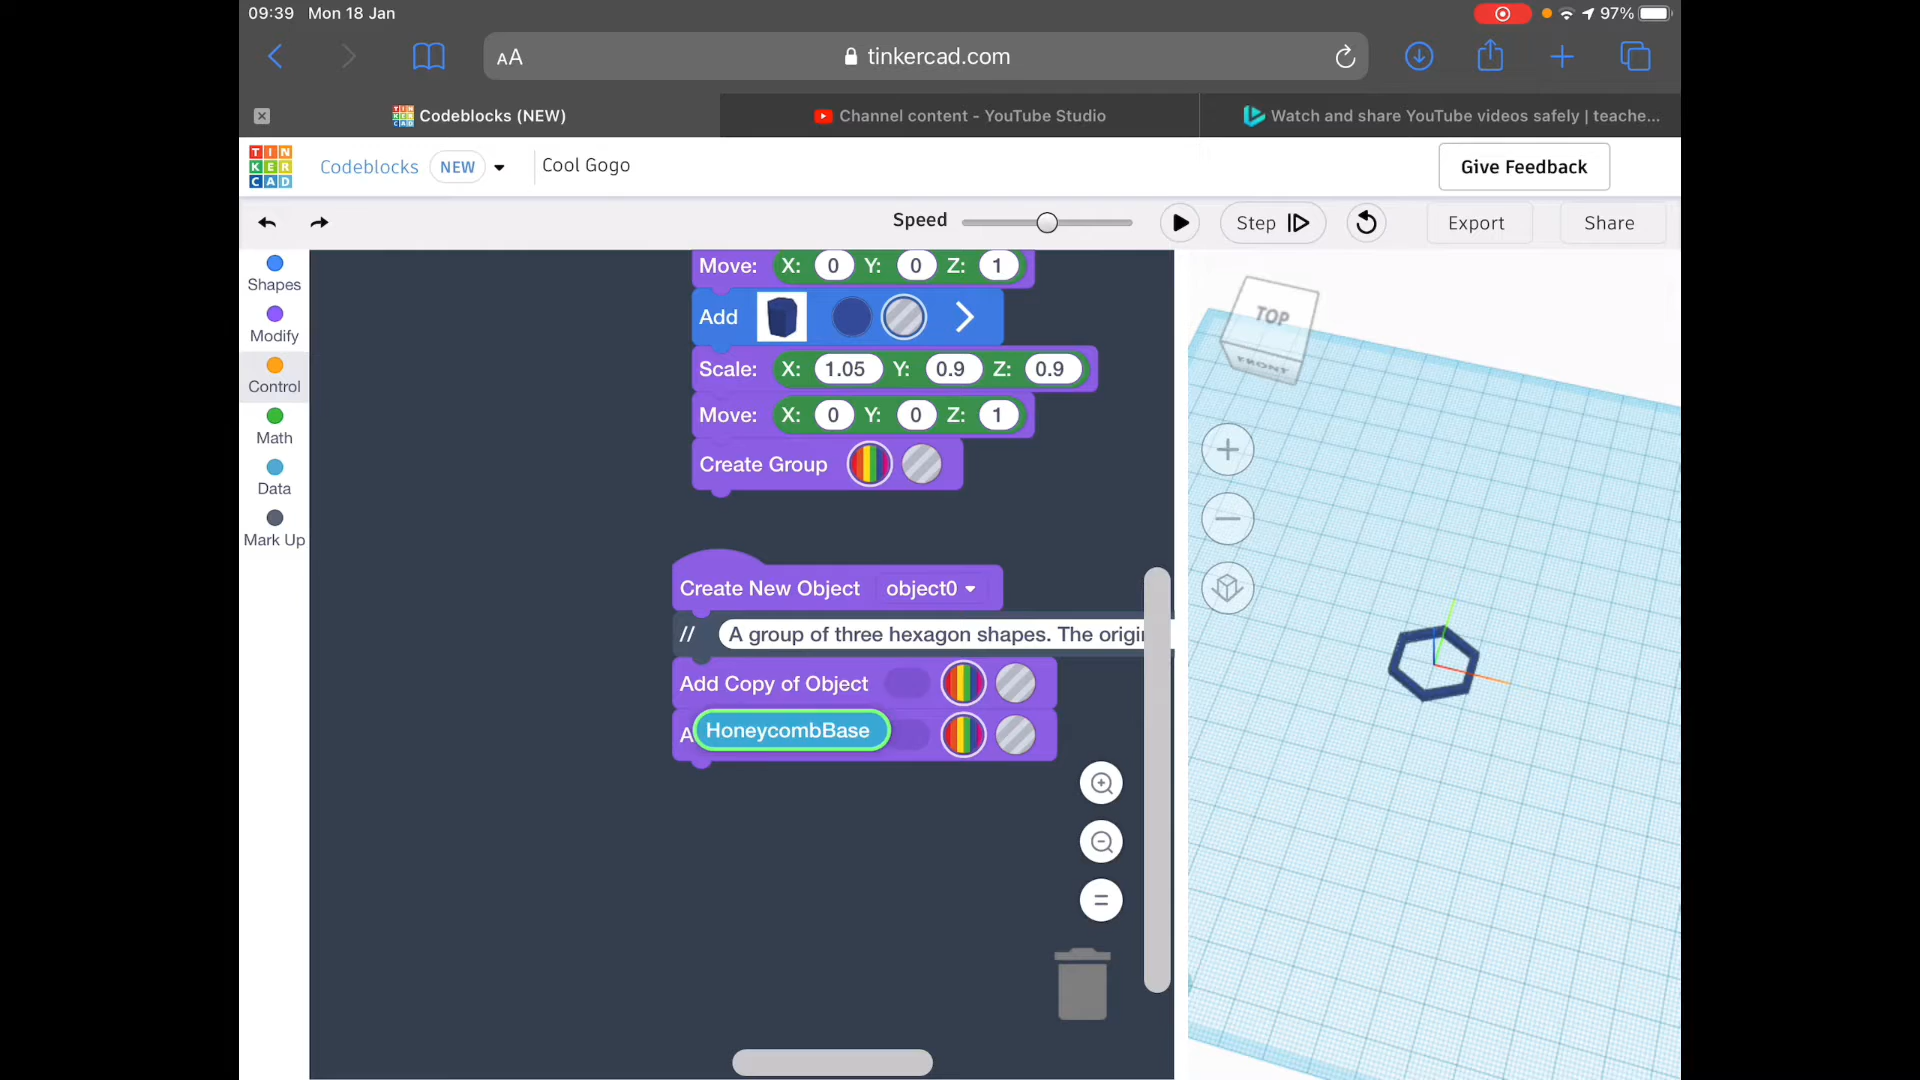 09:39 Mon 18 Jan
97%
AA
tinkercad.com
Codeblocks (NEW)
Channel content - YouTube Studio
Watch and share YouTube videos safely | teache...
TIN
KER
CAD
Codeblocks NEW
Cool Gogo
Give Feedback
Speed
Step
Export
Share
Shapes
Modify
Control
Math
Data
Mark Up
Move: X: 0 Y: 0 Z: 1
Add
Scale: X: 1.05 Y: 0.9 Z: 0.9
Move: X: 0 Y: 0 Z: 1
Create Group
Create New Object object0
// A group of three hexagon shapes. The origi
Add Copy of Object
A HoneycombBase
TOP
FRONT